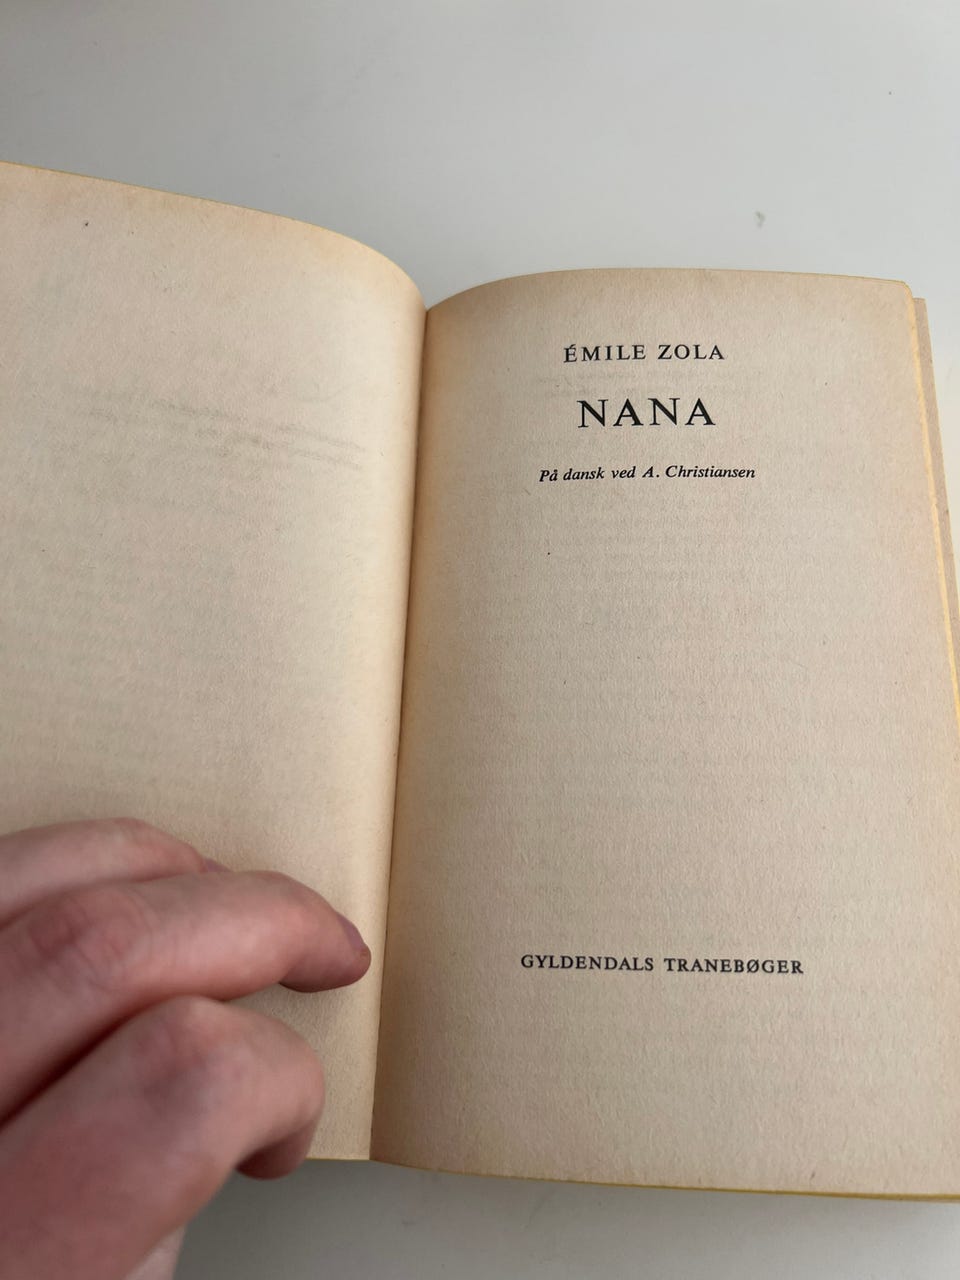 ÉMILE ZOLA
NANA
På dansk ved A. Christiansen
GYLDENDALS TRANEBØGER